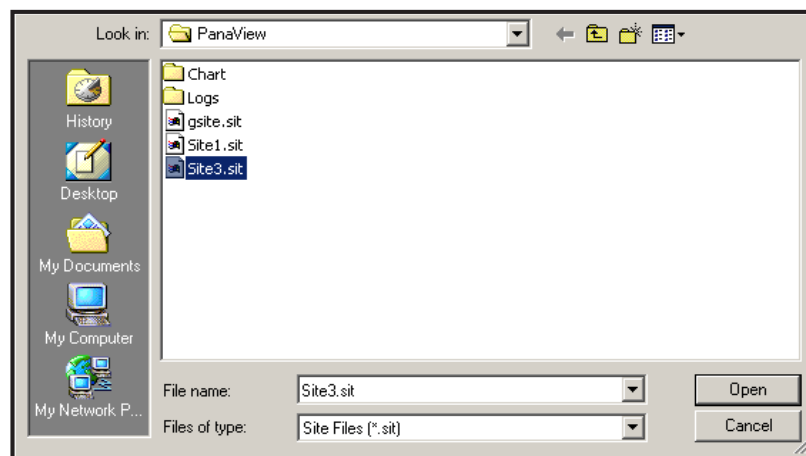 Look in:
PanaView
History
Desktop
My Documents
My Computer
My Network P...
Chart
Logs
gsite.sit
Site1.sit
Site3.sit
File name:
Site3.sit
Open
Files of type:
Site Files (*.sit)
Cancel